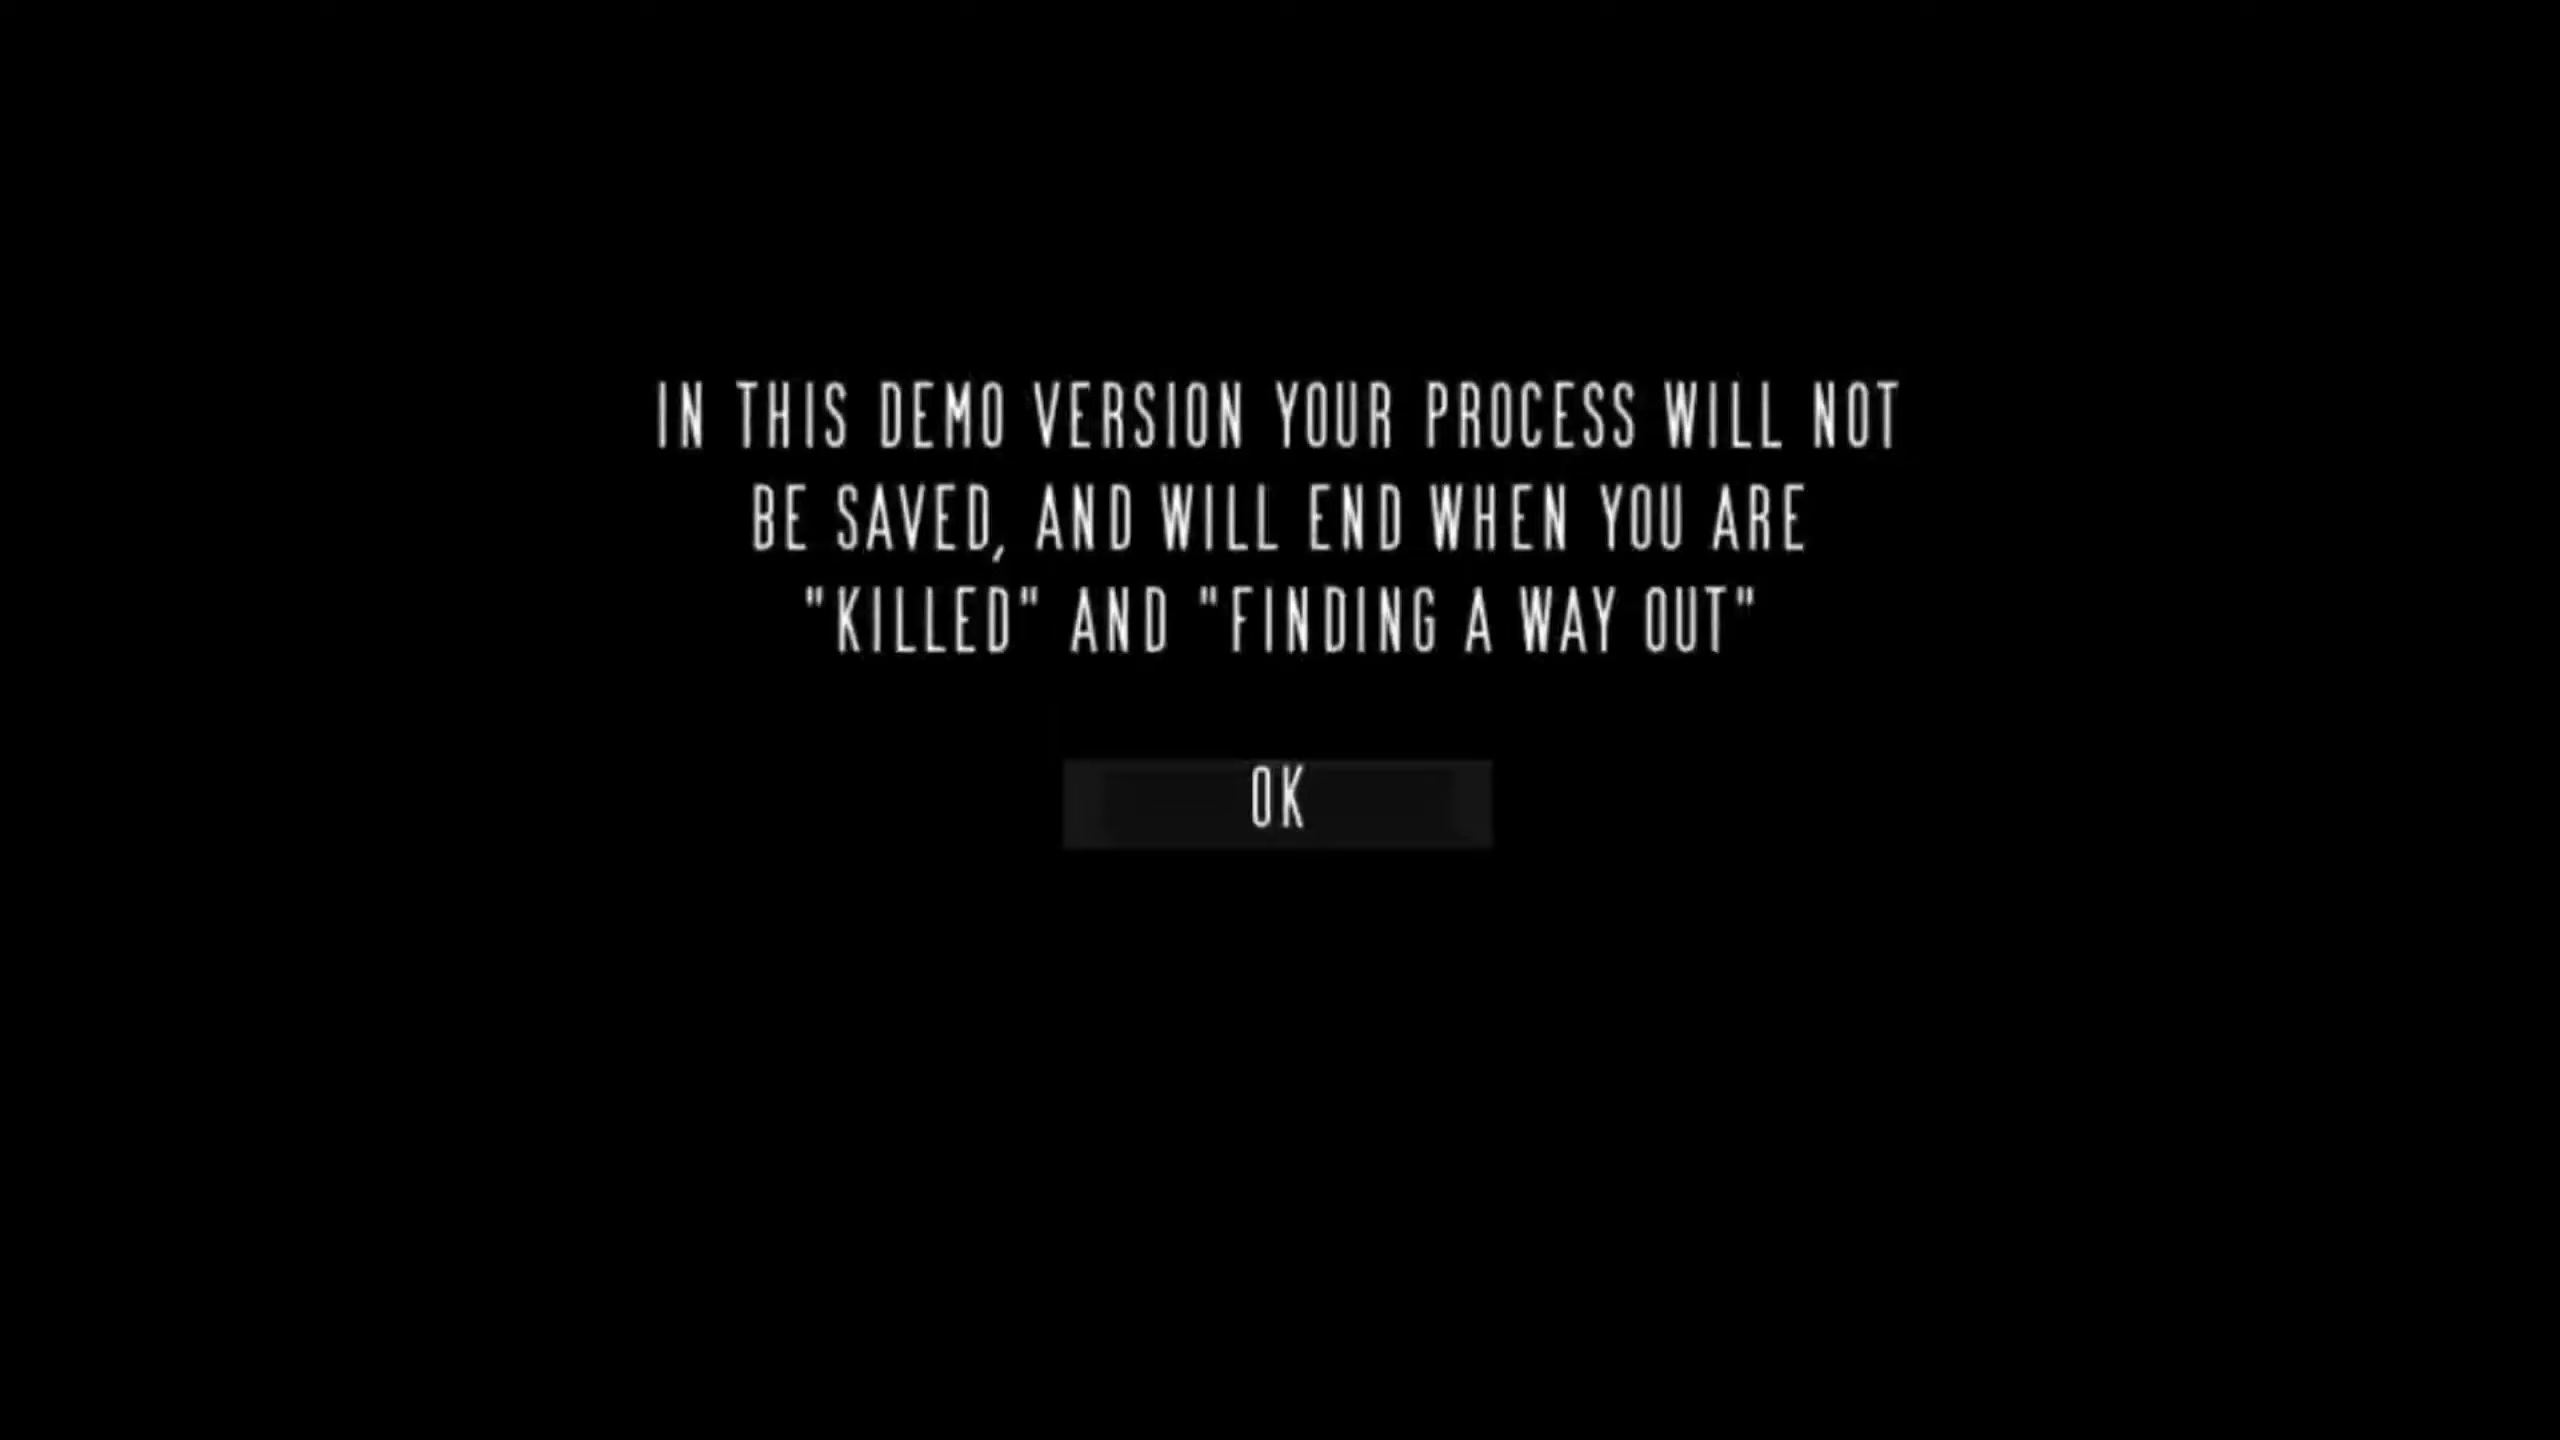 IN THIS DEMO VERSION YOUR PROCESS WILL NOT
BE SAVED, AND WILL END WHEN YOU ARE
"KILLED" AND "FINDING A WAY OUT"
OK